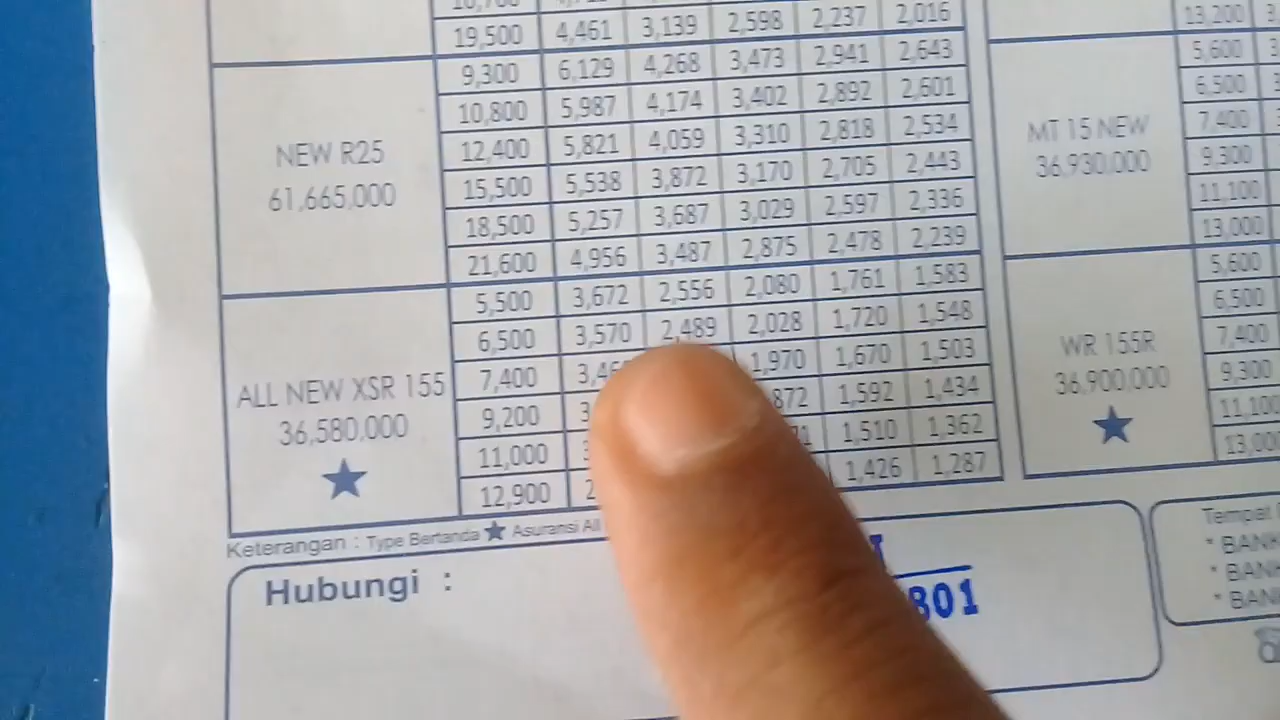 19,500 4,461 3,139 2,598 2,237 2,016
NEW R25
61,665,000
9,300 6,129 4,268 3,473 2,941 2,643
10,800 5,987 4,174 3,402 2,892 2,601
12,400 5,821 4,059 3,310 2,818 2,534
15,500 5,538 3,872 3,170 2,705 2,443
18,500 5,257 3,687 3,029 2,597 2,336
21,600 4,956 3,487 2,875 2,478 2,239
ALL NEW XSR 155
36,580,000
5,500 3,672 2,556 2,080 1,761 1,583
6,500 3,570 2,489 2,028 1,720 1,548
7,400 1,970 1,670 1,503
9,200 1,592 1,434
11,000 1,510 1,362
12,900 1,426 1,287
13,200
MT 15 NEW
36,930,000
5,600
6,500
7,400
9,300
11,100
13,000
WR 155R
36,900,000
5,600
6,500
7,400
9,300
11,100
13,000
Keterangan : Type Bertanda ★ Asuransi All
Hubungi :
801
Tempat
* BANK
* BANK
* BANK